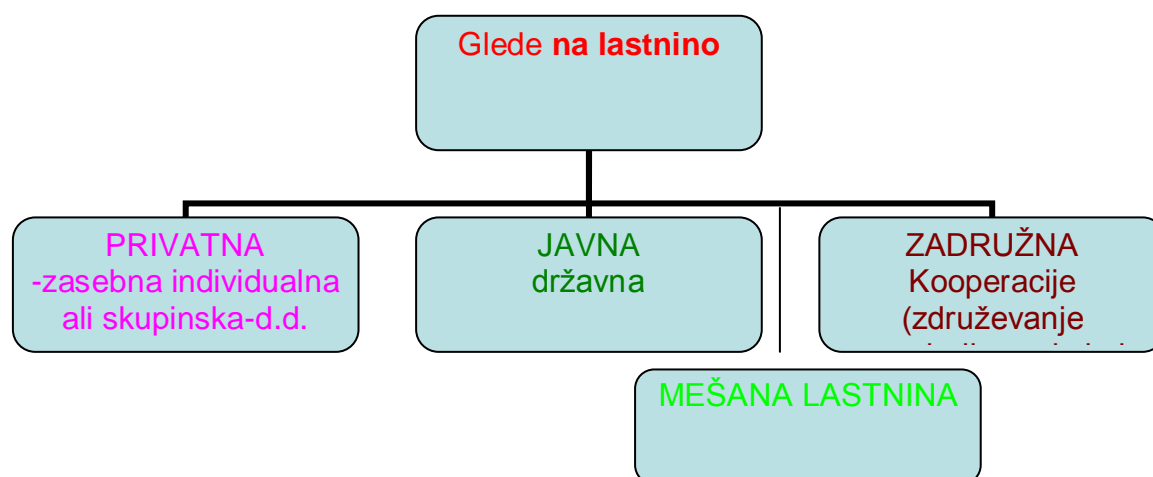 Glede na lastnino
PRIVATNA
-zasebna individualna
ali skupinska-d.d.
JAVNA
državna
ZADRUŽNA
Kooperacije
(združevanje
MEŠANA LASTNINA